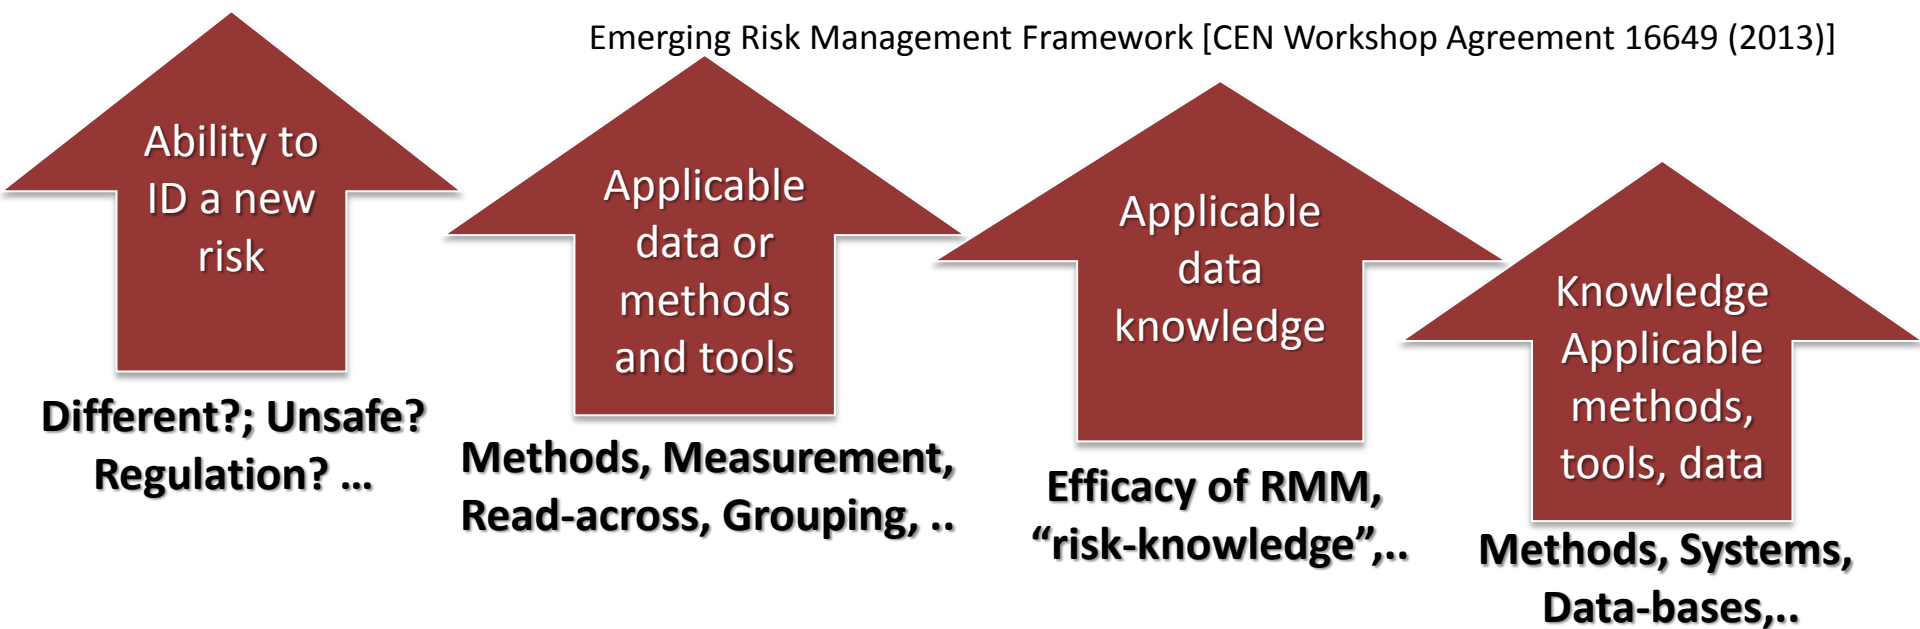 Emerging Risk Management Framework [CEN Workshop Agreement 16649 (2013)]
Ability to
ID a new
risk
Different?; Unsafe?
Regulation? ...
Applicable
data or
methods
and tools
Methods, Measurement,
Read-across, Grouping, ..
Applicable
data
knowledge
Efficacy of RMM,
“risk-knowledge”,..
Knowledge
Applicable
methods,
tools, data
Methods, Systems,
Data-bases,..